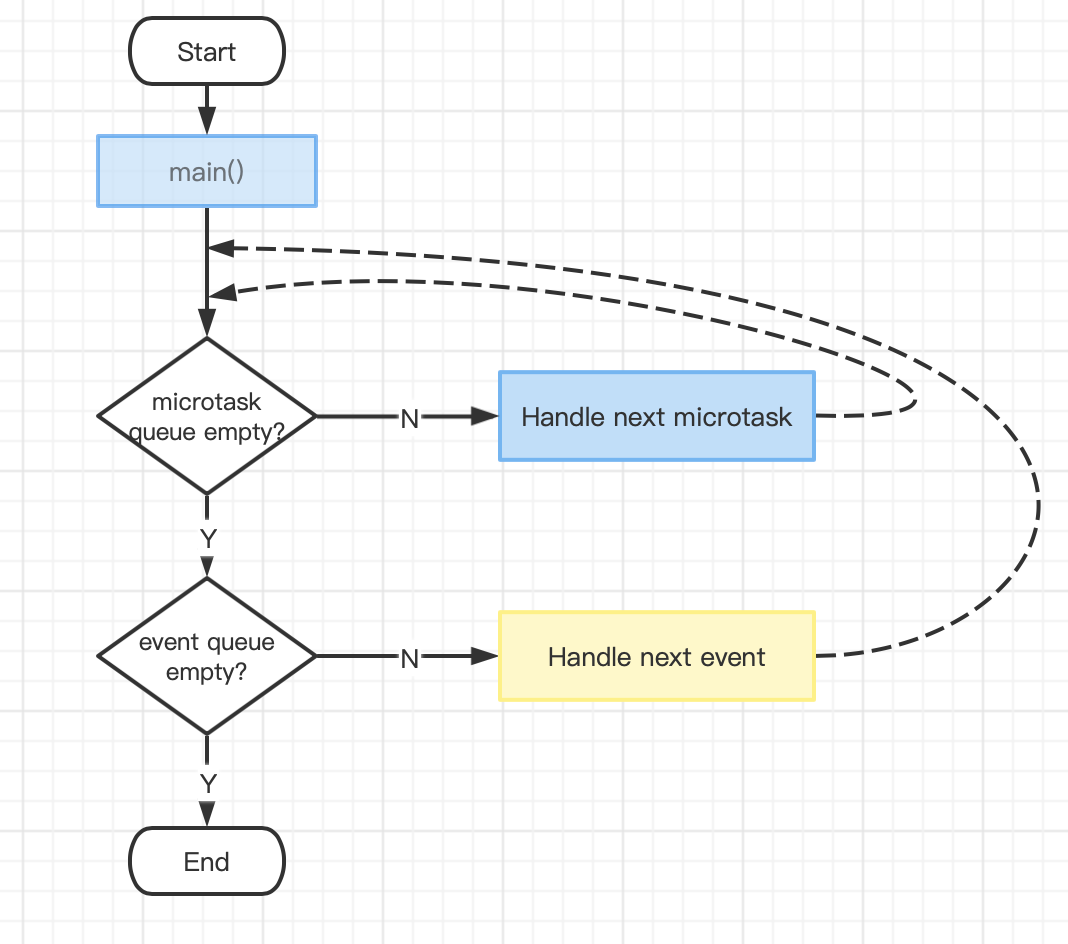 Start
main()
microtask
queue empty?
N
Handle next microtask
Y
event queue
empty?
N
Handle next event
Y
End